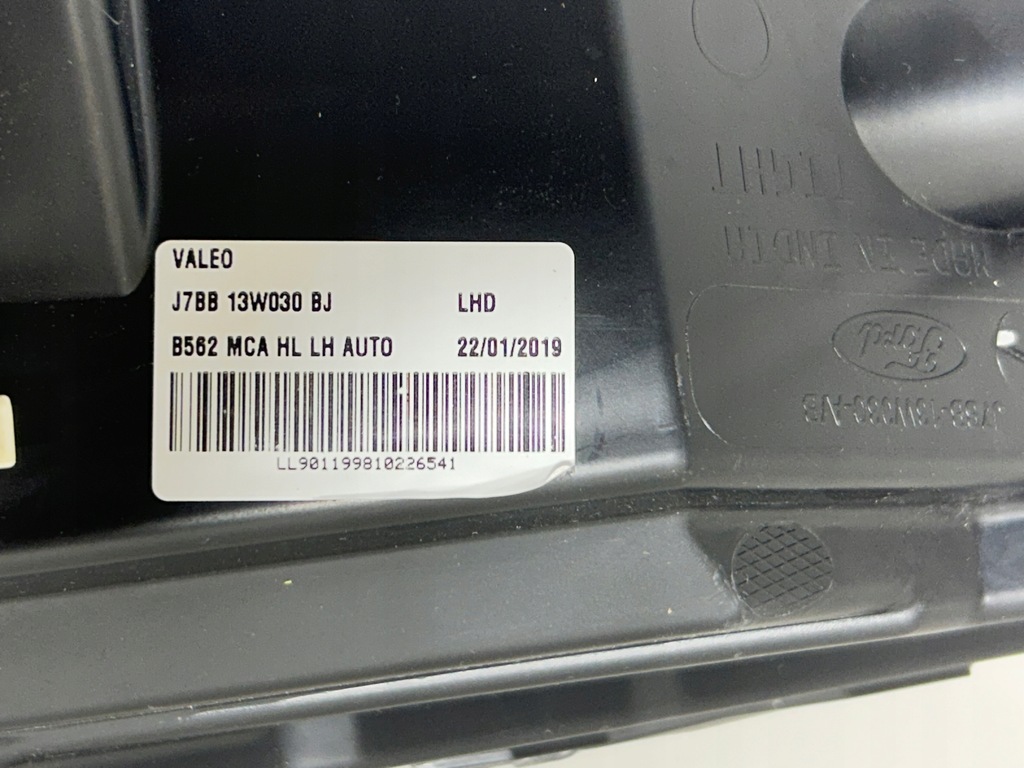 VALEO
J7BB 13W030 BJ LHD
B562 MCA HL LH AUTO 22/01/2019
LL901199810226541
MADE IN INDIA
Ford